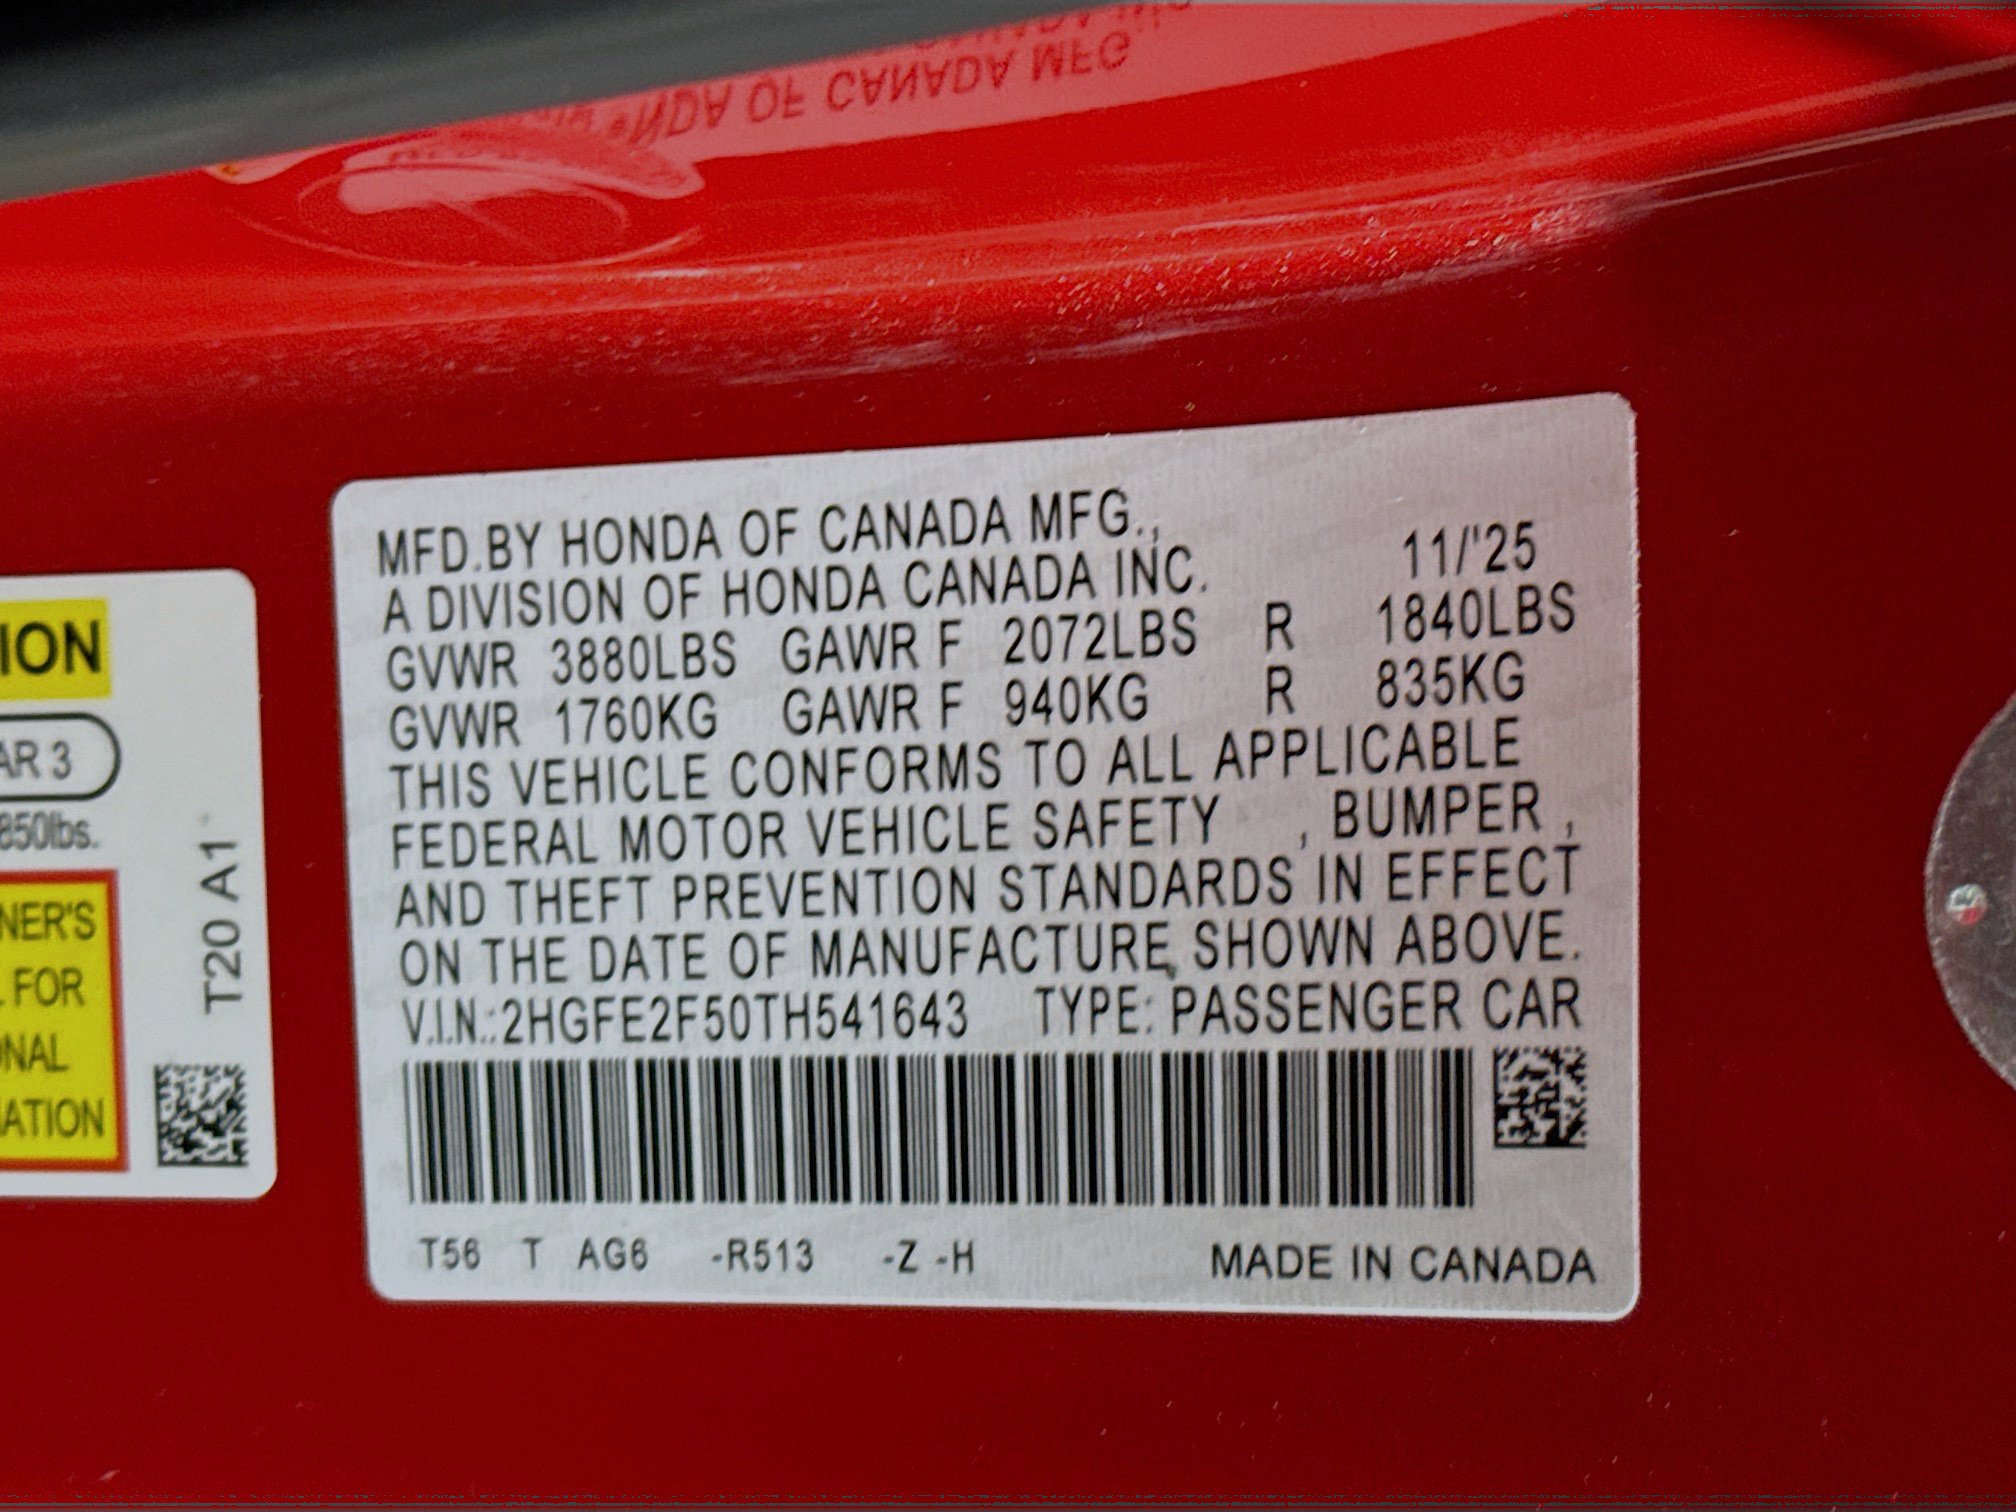 MFD.BY HONDA OF CANADA MFG.,
A DIVISION OF HONDA CANADA INC. 11/'25
GVWR 3880LBS GAWR F 2072LBS R 1840LBS
GVWR 1760KG GAWR F 940KG R 835KG
THIS VEHICLE CONFORMS TO ALL APPLICABLE
FEDERAL MOTOR VEHICLE SAFETY , BUMPER ,
AND THEFT PREVENTION STANDARDS IN EFFECT
ON THE DATE OF MANUFACTURE SHOWN ABOVE.
V.I.N.:2HGFE2F50TH541643 TYPE: PASSENGER CAR
T56 T AG6 -R513 -Z -H MADE IN CANADA
ION
AR 3
850lbs.
NER'S
FOR
ONAL
ATION
T20 A1